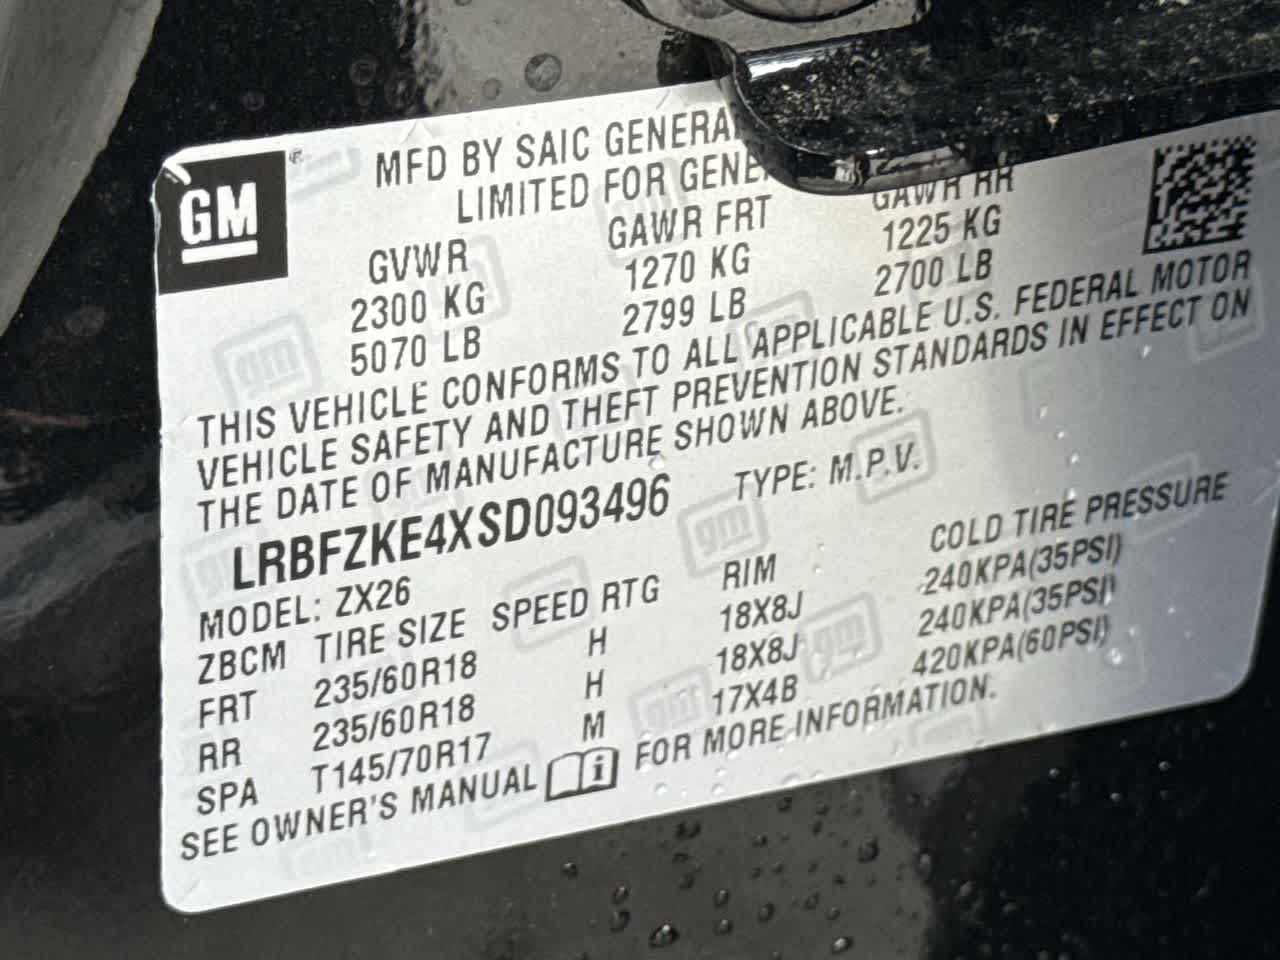 GM
MFD BY SAIC GENERA
LIMITED FOR GENE
GVWR GAWR FRT GAWR RR
2300 KG 1270 KG 1225 KG
5070 LB 2799 LB 2700 LB
THIS VEHICLE CONFORMS TO ALL APPLICABLE U.S. FEDERAL MOTOR
VEHICLE SAFETY AND THEFT PREVENTION STANDARDS IN EFFECT ON
THE DATE OF MANUFACTURE SHOWN ABOVE.
LRBFZKE4XSD093496 TYPE: M.P.V.
MODEL: ZX26
ZBCM TIRE SIZE SPEED RTG RIM COLD TIRE PRESSURE
FRT 235/60R18 H 18X8J 240KPA(35PSI)
RR 235/60R18 H 18X8J 240KPA(35PSI)
SPA T145/70R17 M 17X4B 420KPA(60PSI)
SEE OWNER'S MANUAL FOR MORE INFORMATION.